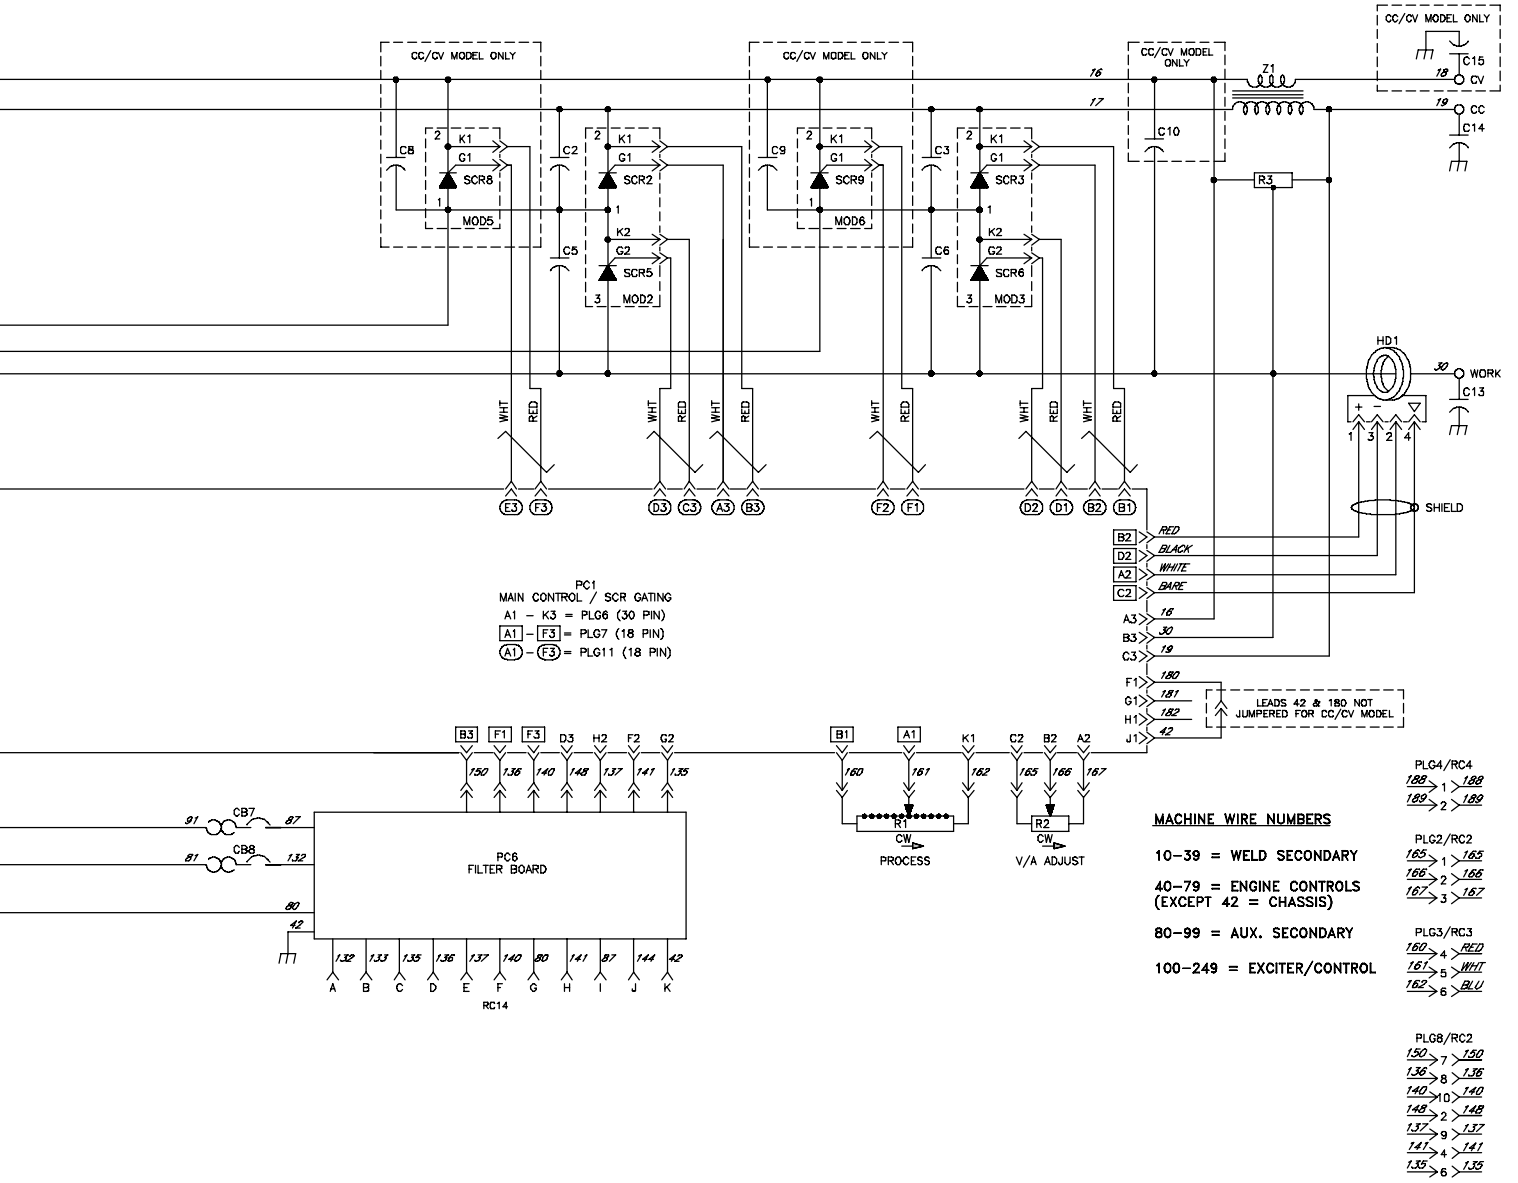 CC/CV MODEL ONLY
CC/CV MODEL ONLY
CC/CV MODEL
ONLY
CC/CV MODEL ONLY
C15
16
Z1
18
CV
17
19
CC
C14
C8
2
K1
G1
SCR8
1
MOD5
C2
2
K1
G1
SCR2
1
C5
K2
G2
SCR5
3
MOD2
C9
2
K1
G1
SCR9
1
MOD6
C3
2
K1
G1
SCR3
1
C6
K2
G2
SCR6
3
MOD3
C10
R3
HD1
30
WORK
C13
+ −
1 3 2 4
WHT
RED
WHT
RED
WHT
RED
WHT
RED
WHT
RED
WHT
RED
E3 F3
D3 C3 A3 B3
F2 F1
D2 D1 B2 B1
SHIELD
B2 RED
D2 BLACK
A2 WHITE
C2 BARE
A3 16
B3 30
C3 19
F1 180
G1 181
H1 182
J1 42
LEADS 42 & 180 NOT
JUMPERED FOR CC/CV MODEL
PC1
MAIN CONTROL / SCR GATING
A1 - K3 = PLG6 (30 PIN)
A1 - F3 = PLG7 (18 PIN)
A1 - F3 = PLG11 (18 PIN)
B3 F1 F3 D3 H2 F2 G2
150 136 140 148 137 141 135
B1 A1 K1 C2 B2 A2
160 161 162 165 166 167
R1
CW
PROCESS
R2
CW
V/A ADJUST
91 CB7 87
81 CB8 132
80
42
PC6
FILTER BOARD
132 133 135 136 137 140 80 141 87 144 42
A B C D E F G H I J K
RC14
MACHINE WIRE NUMBERS
10-39 = WELD SECONDARY
40-79 = ENGINE CONTROLS
(EXCEPT 42 = CHASSIS)
80-99 = AUX. SECONDARY
100-249 = EXCITER/CONTROL
PLG4/RC4
188 1 188
189 2 189
PLG2/RC2
165 1 165
166 2 166
167 3 167
PLG3/RC3
160 4 RED
161 5 WHT
162 6 BLU
PLG8/RC2
150 7 150
136 8 136
140 10 140
148 2 148
137 9 137
141 4 141
135 6 135